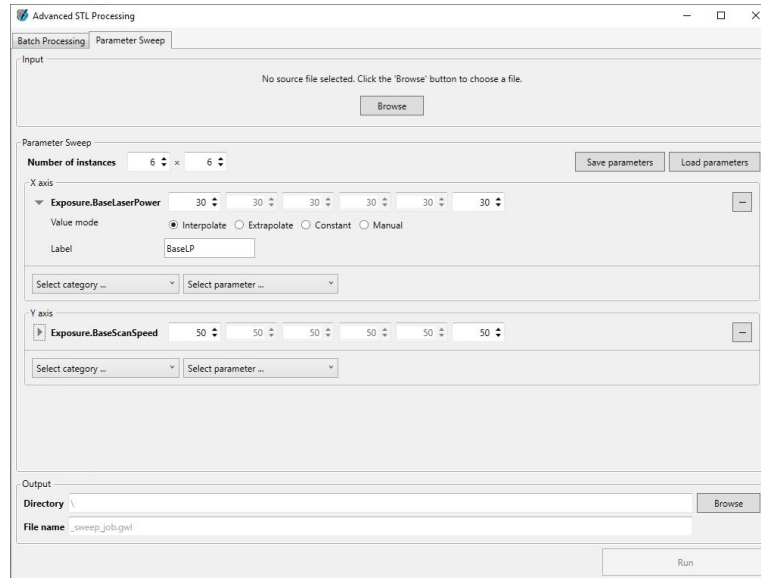 Advanced STL Processing
Batch Processing Parameter Sweep
Input
No source file selected. Click the 'Browse' button to choose a file.
Browse
Parameter Sweep
Number of instances 6 × 6 Save parameters Load parameters
X axis
Exposure.BaseLaserPower 30 30 30 30 30 30
Value mode Interpolate Extrapolate Constant Manual
Label BaseLP
Select category ... Select parameter ...
Y axis
Exposure.BaseScanSpeed 50 50 50 50 50 50
Select category ... Select parameter ...
Output
Directory \ Browse
File name _sweep_job.gwl
Run